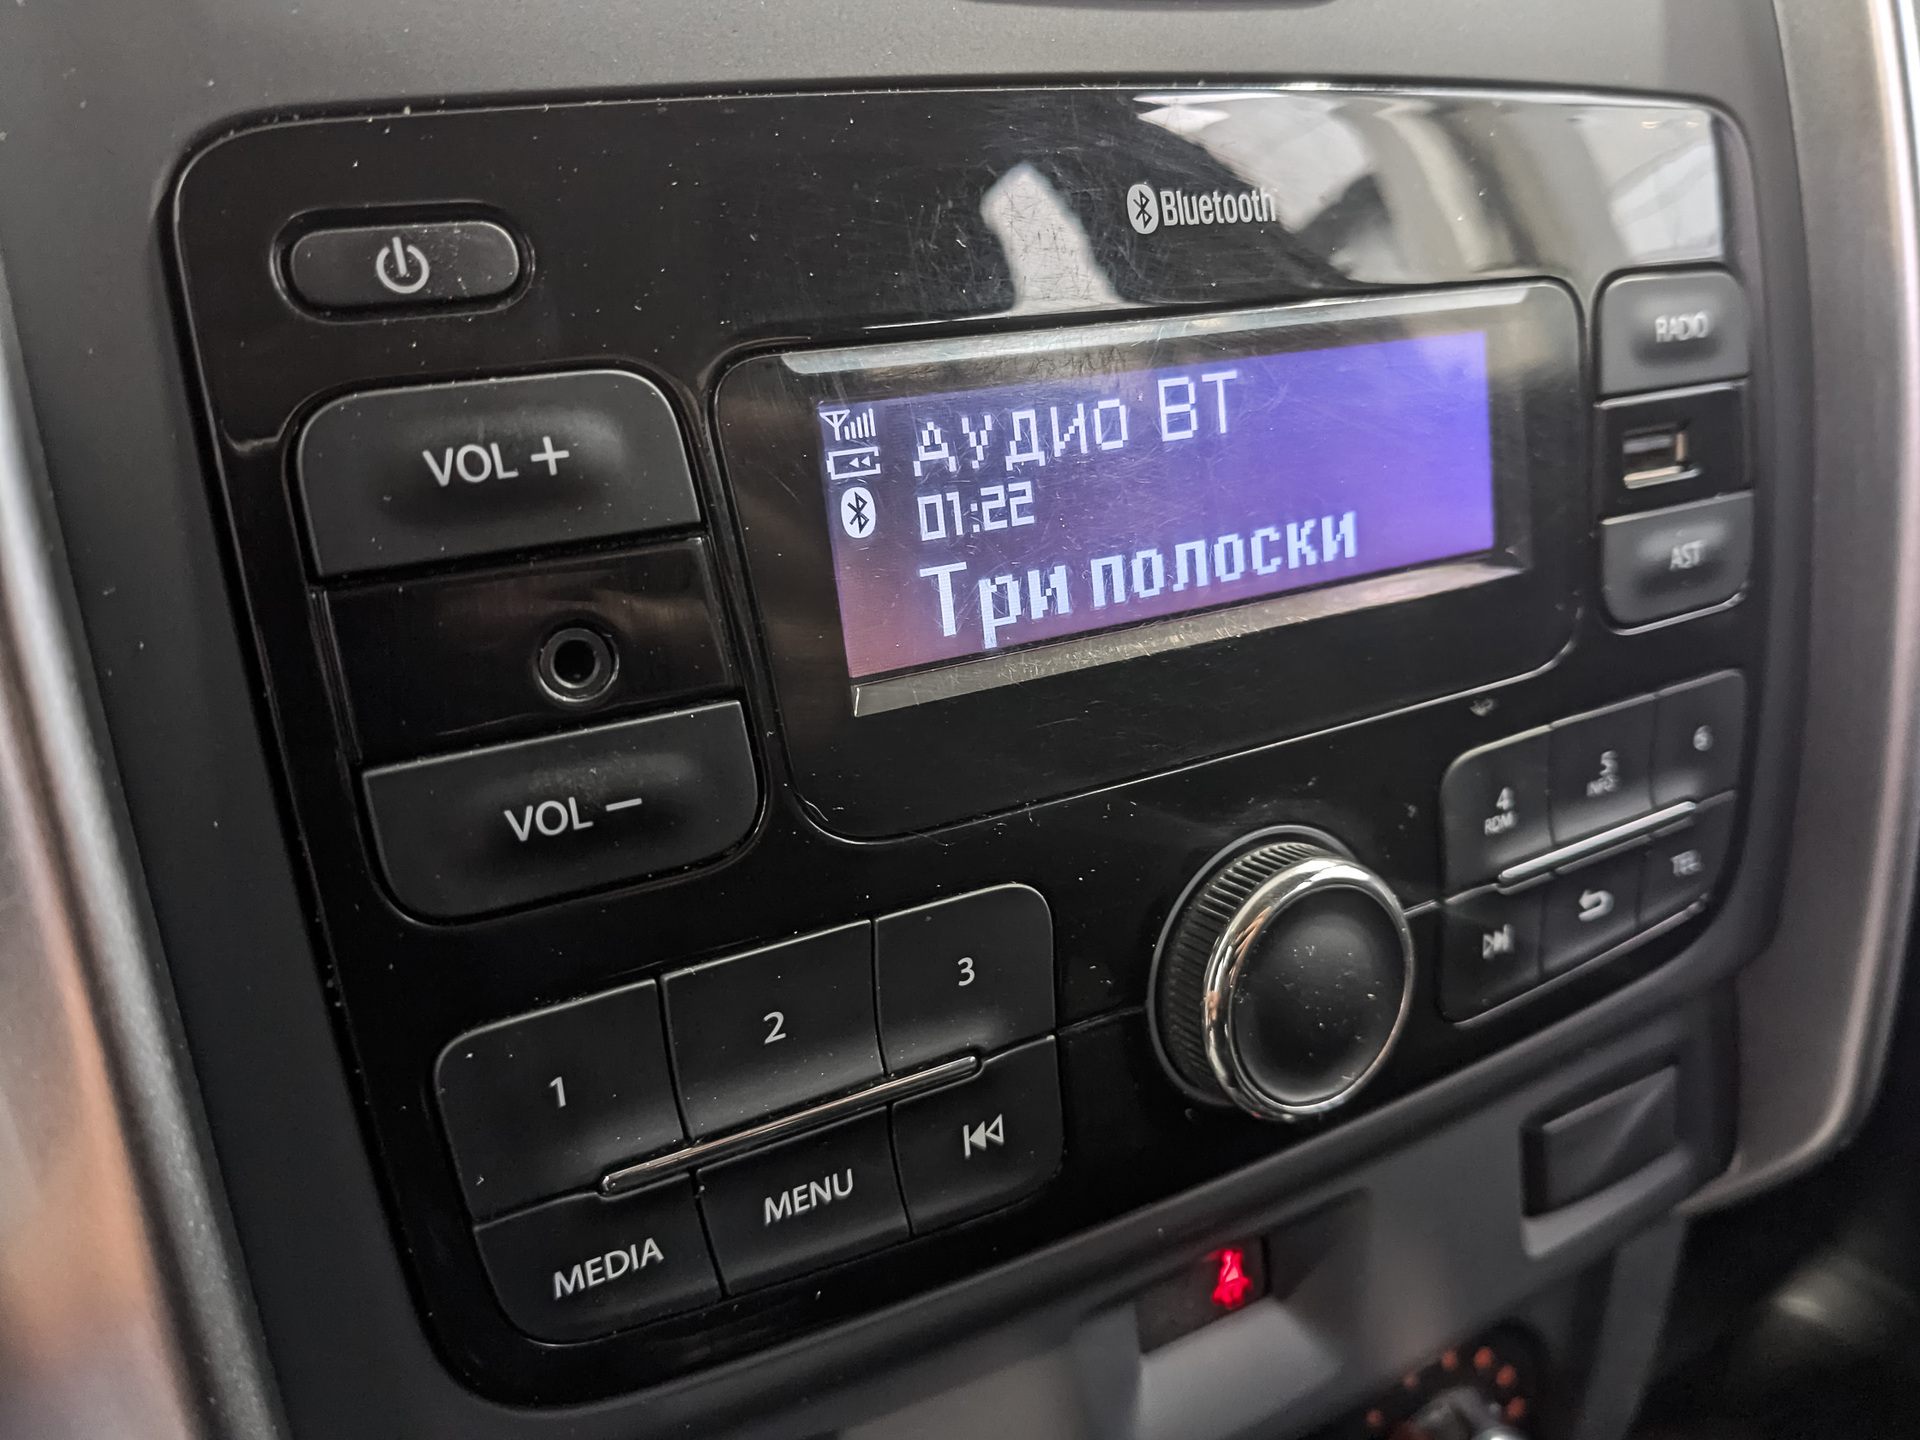 Bluetooth
RADIO
VOL +
АУДИО BT
01:22
Три полоски
AST
VOL –
4
RDM
5
6
TEL
1
2
3
MEDIA
MENU